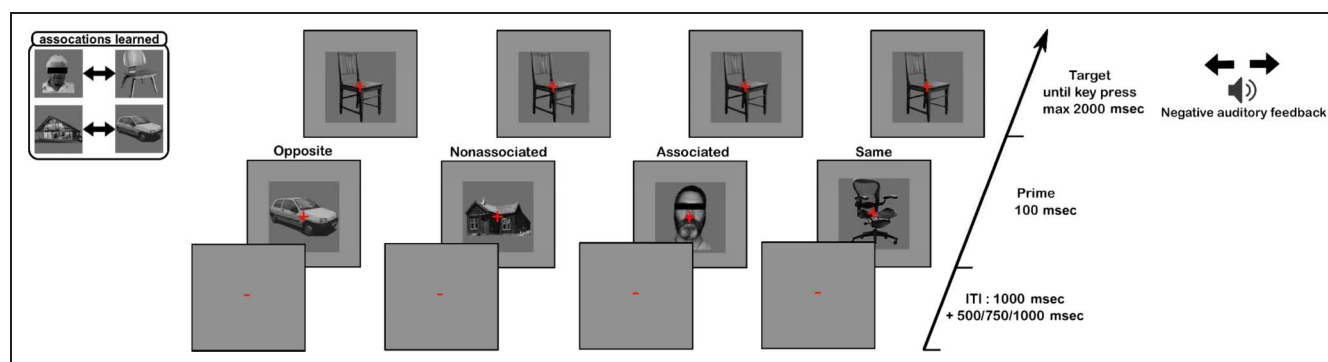 assocations learned
Opposite
Nonassociated
Associated
Same
Target
until key press
max 2000 msec
Negative auditory feedback
Prime
100 msec
ITI : 1000 msec
+ 500/750/1000 msec